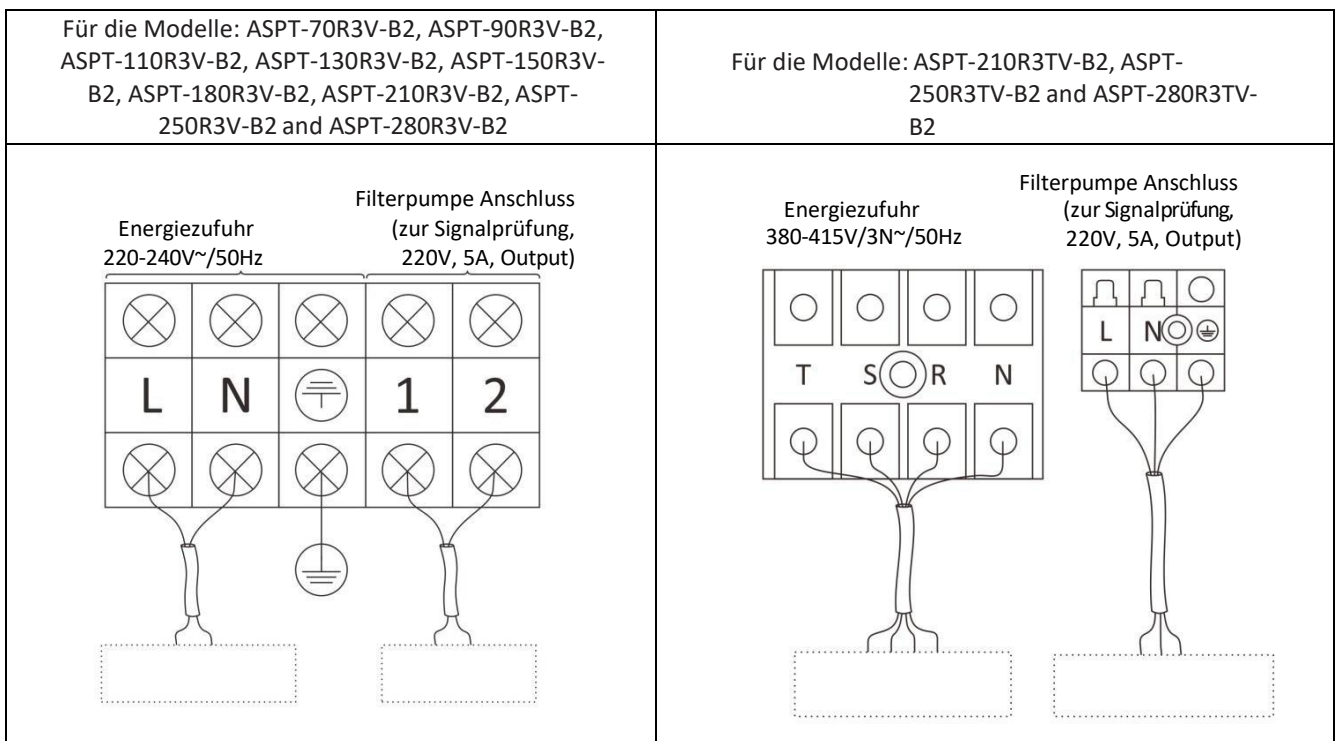 Für die Modelle: ASPT-70R3V-B2, ASPT-90R3V-B2,
ASPT-110R3V-B2, ASPT-130R3V-B2, ASPT-150R3V-
B2, ASPT-180R3V-B2, ASPT-210R3V-B2, ASPT-
250R3V-B2 and ASPT-280R3V-B2
Für die Modelle: ASPT-210R3TV-B2, ASPT-
250R3TV-B2 and ASPT-280R3TV-
B2
Energiezufuhr
220-240V~/50Hz
Filterpumpe Anschluss
(zur Signalprüfung,
220V, 5A, Output)
L N 1 2
Energiezufuhr
380-415V/3N~/50Hz
T S R N
Filterpumpe Anschluss
(zur Signalprüfung,
220V, 5A, Output)
L N